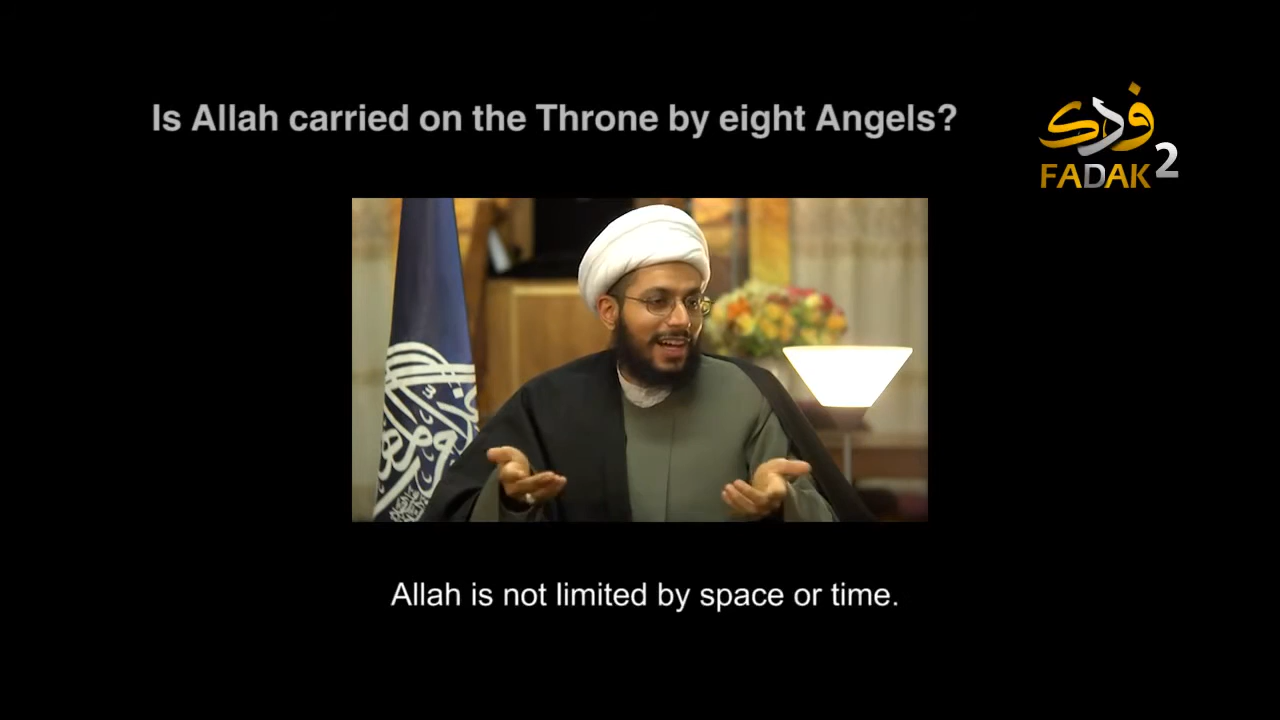 Is Allah carried on the Throne by eight Angels?
فدك
FADAK 2
Allah is not limited by space or time.